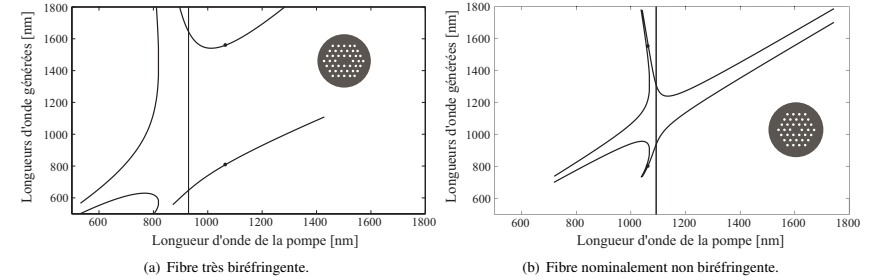 1800
1600
1400
1200
1000
800
600
600 800 1000 1200 1400 1600 1800
Longueurs d'onde générées [nm]
Longueur d'onde de la pompe [nm]
(a) Fibre très biréfringente.
1800
1600
1400
1200
1000
800
600
600 800 1000 1200 1400 1600 1800
Longueurs d'onde générées [nm]
Longueur d'onde de la pompe [nm]
(b) Fibre nominalement non biréfringente.